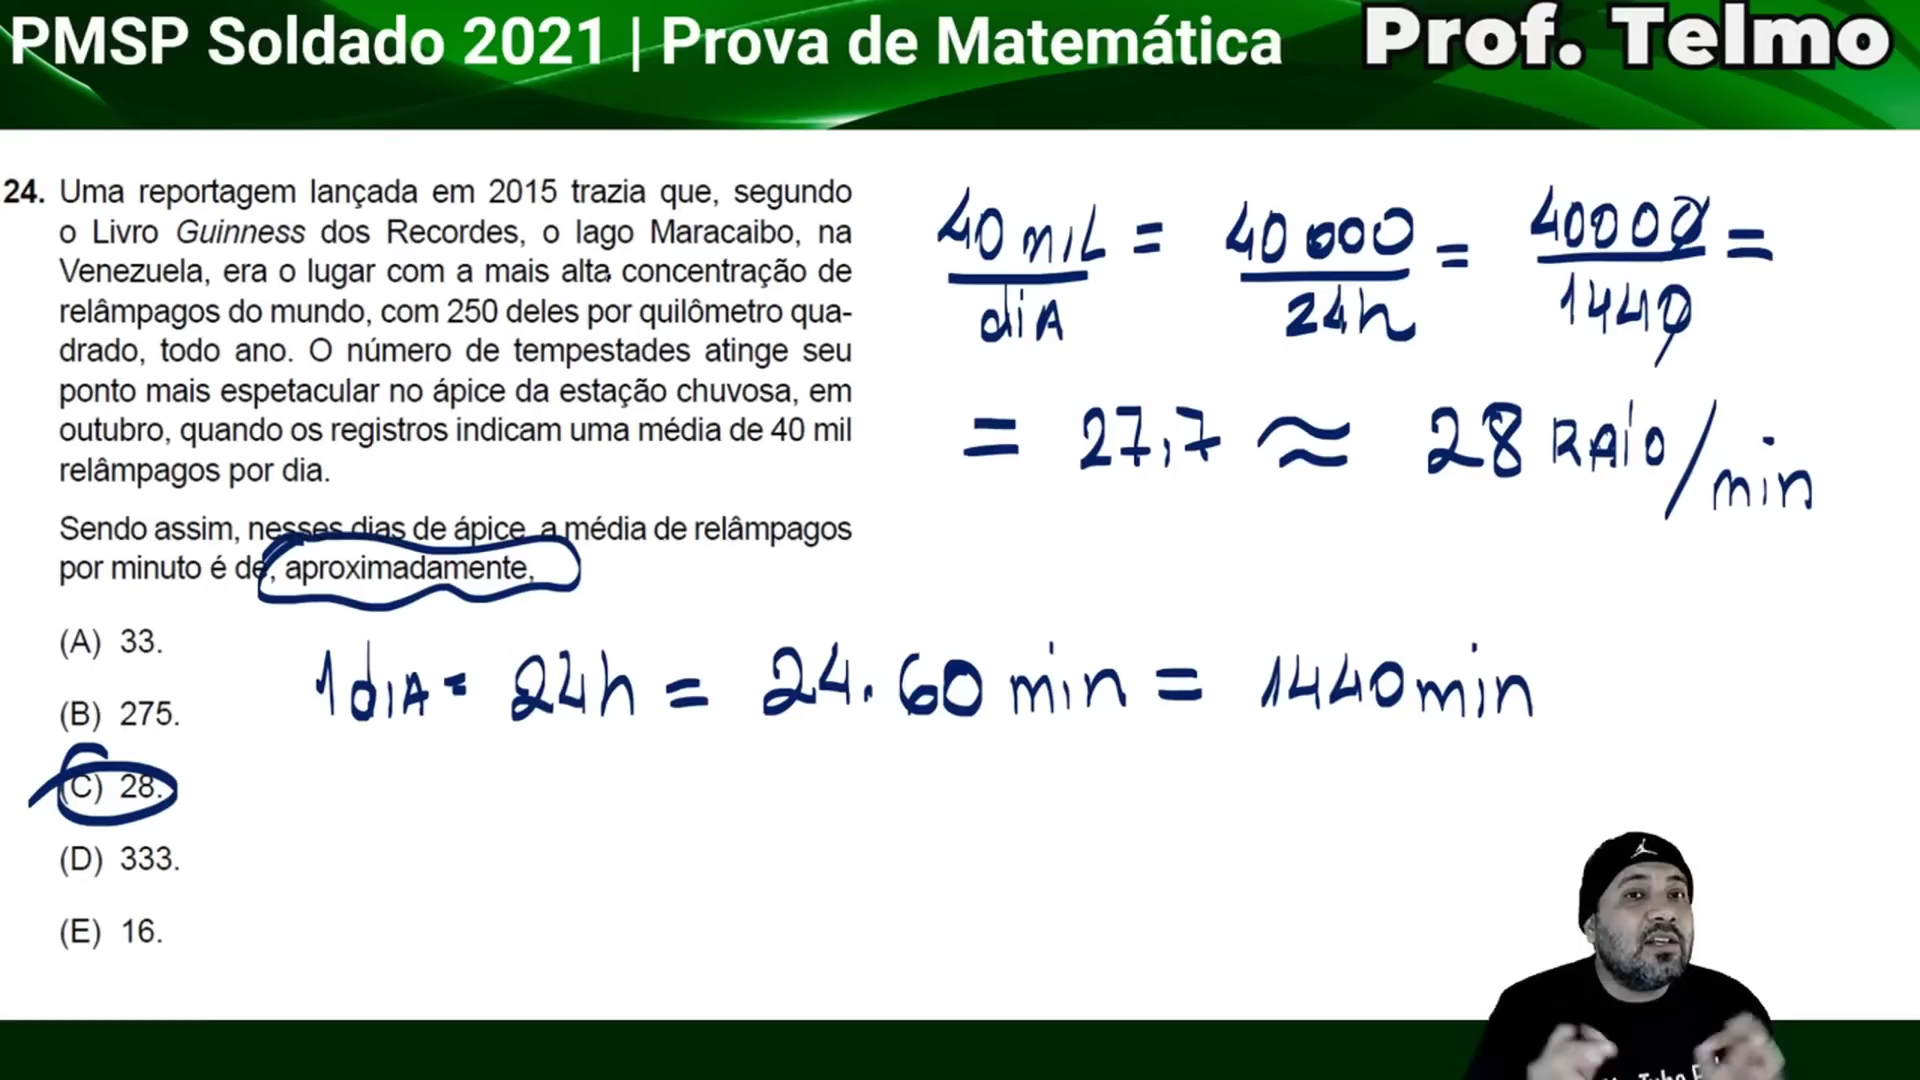 PMSP Soldado 2021 | Prova de Matemática
Prof. Telmo
24. Uma reportagem lançada em 2015 trazia que, segundo
o Livro Guinness dos Recordes, o lago Maracaibo, na
Venezuela, era o lugar com a mais alta concentração de
relâmpagos do mundo, com 250 deles por quilômetro qua-
drado, todo ano. O número de tempestades atinge seu
ponto mais espetacular no ápice da estação chuvosa, em
outubro, quando os registros indicam uma média de 40 mil
relâmpagos por dia.
Sendo assim, nesses dias de ápice, a média de relâmpagos
por minuto é de, aproximadamente,
(A) 33.
(B) 275.
(C) 28.
(D) 333.
(E) 16.
40 mil / dia = 40 000 / 24h = 40000 / 1440 =
= 27,7 ≈ 28 RAIO/min
1 dIA = 24h = 24.60 min = 1440 min